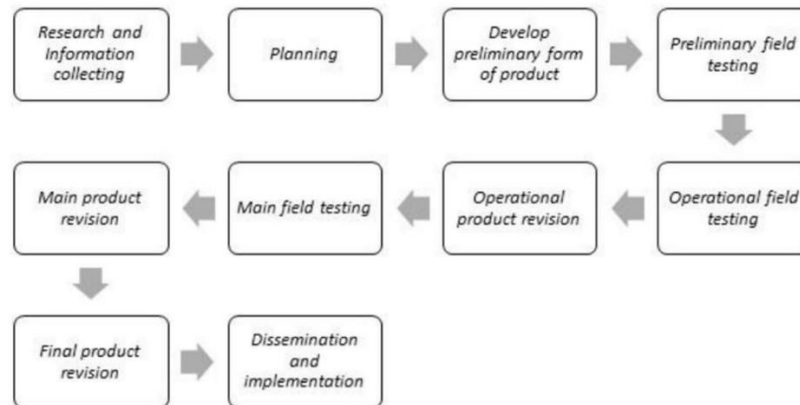 Research and
Information
collecting
Planning
Develop
preliminary form
of product
Preliminary field
testing
Operational field
testing
Operational
product revision
Main field testing
Main product
revision
Final product
revision
Dissemination
and
implementation